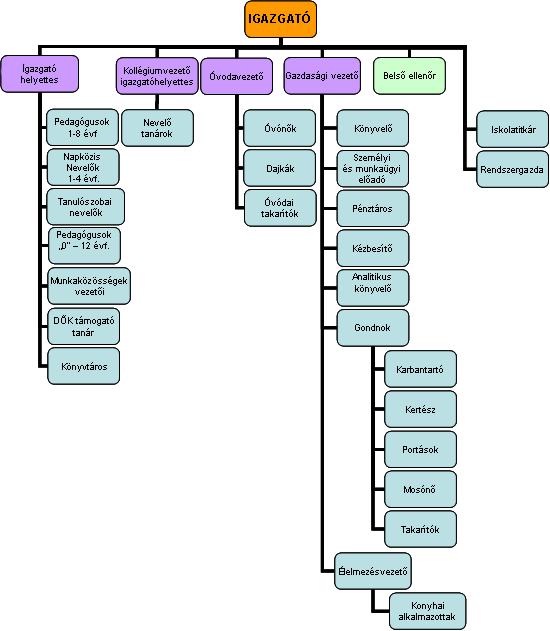 IGAZGATÓ
Igazgató
helyettes
Kollégiumvezető
igazgatóhelyettes
Óvodavezető
Gazdasági vezető
Belső ellenőr
Pedagógusok
1-8 évf.
Napközis
Nevelők
1-4 évf.
Tanulószobai
nevelők
Pedagógusok
„0” – 12 évf.
Munkaközösségek
vezetői
DŐK támogató
tanár
Könyvtáros
Nevelő
tanárok
Óvónők
Dajkák
Óvódai
takarítók
Könyvelő
Személyi
és munkaügyi
előadó
Pénztáros
Kézbesítő
Analitikus
könyvelő
Gondnok
Karbantartó
Kertész
Portások
Mosónő
Takarítók
Élelmezésvezető
Konyhai
alkalmazottak
Iskolatitkár
Rendszergazda